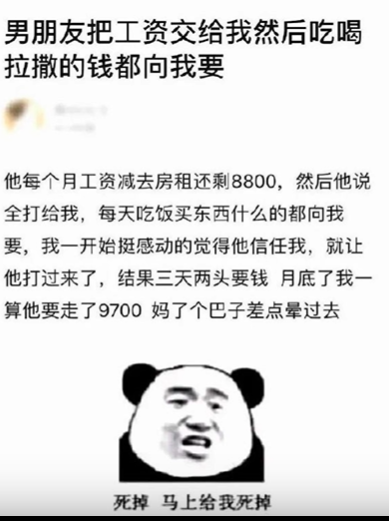 男朋友把工资交给我然后吃喝
拉撒的钱都向我要
他每个月工资减去房租还剩8800，然后他说
全打给我，每天吃饭买东西什么的都向我
要，我一开始挺感动的觉得他信任我，就让
他打过来了，结果三天两头要钱 月底了我一
算他要走了9700 妈了个巴子差点晕过去
死掉 马上给我死掉